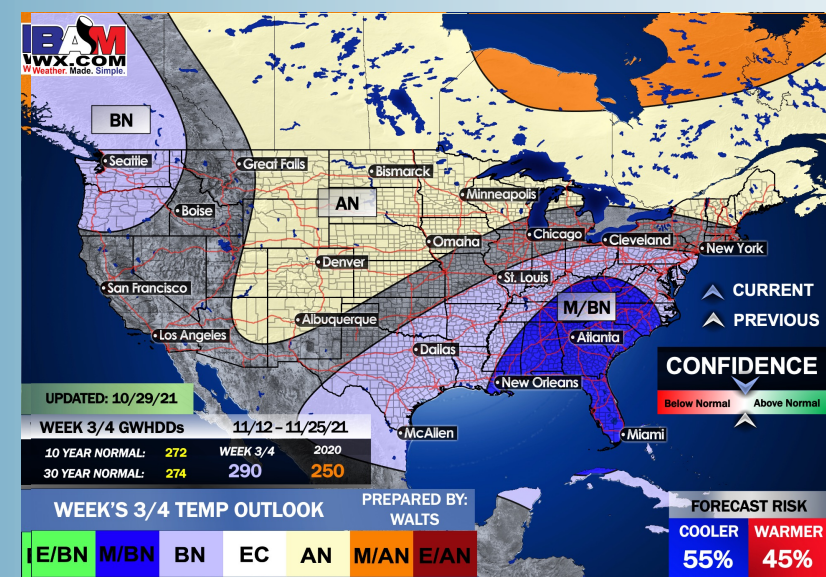 BAM
WX.COM
Weather. Made. Simple.
BN
Seattle
Great Falls
Bismarck
Minneapolis
AN
Boise
Omaha
Chicago
Cleveland
New York
Denver
St. Louis
San Francisco
CURRENT
M/BN
PREVIOUS
Albuquerque
Los Angeles
Atlanta
Dallas
CONFIDENCE
New Orleans
Below Normal
Above Normal
UPDATED: 10/29/21
WEEK 3/4 GWHDDs 11/12 – 11/25/21
McAllen
Miami
10 YEAR NORMAL: 272 WEEK 3/4 2020
30 YEAR NORMAL: 274 290 250
WEEK'S 3/4 TEMP OUTLOOK
PREPARED BY:
WALTS
FORECAST RISK
COOLER WARMER
55% 45%
E/BN M/BN BN EC AN M/AN E/AN